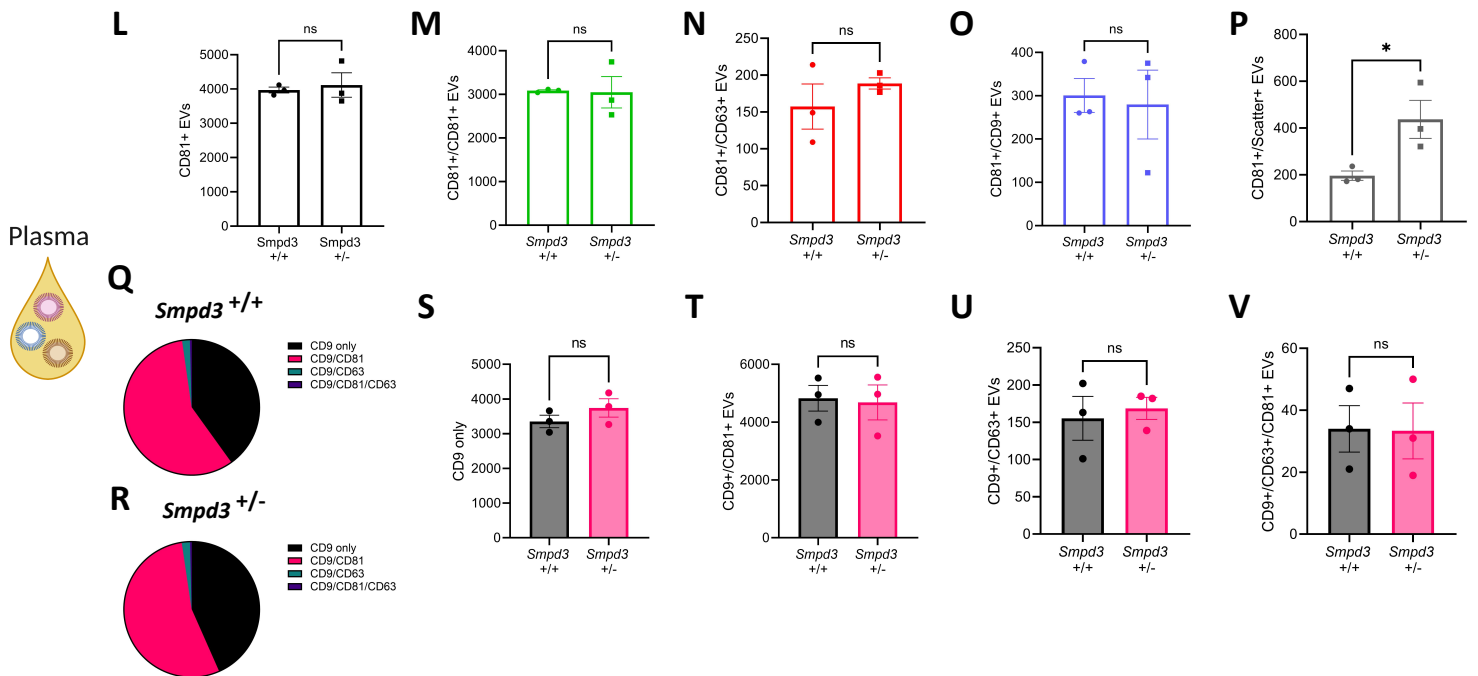 L
ns
CD81+ EVs
5000
4000
3000
2000
1000
0
Smpd3
+/+
Smpd3
+/-
M
ns
CD81+/CD81+ EVs
4000
3000
2000
1000
0
Smpd3
+/+
Smpd3
+/-
N
ns
CD81+/CD63+ EVs
250
200
150
100
50
0
Smpd3
+/+
Smpd3
+/-
O
ns
CD81+/CD9+ EVs
400
300
200
100
0
Smpd3
+/+
Smpd3
+/-
P
*
CD81+/Scatter+ EVs
800
600
400
200
0
Smpd3
+/+
Smpd3
+/-
Plasma
Q
Smpd3 +/+
CD9 only
CD9/CD81
CD9/CD63
CD9/CD81/CD63
R
Smpd3 +/-
CD9 only
CD9/CD81
CD9/CD63
CD9/CD81/CD63
S
ns
CD9 only
5000
4000
3000
2000
1000
0
Smpd3
+/+
Smpd3
+/-
T
ns
CD9+/CD81+ EVs
6000
4000
2000
0
Smpd3
+/+
Smpd3
+/-
U
ns
CD9+/CD63+ EVs
250
200
150
100
50
0
Smpd3
+/+
Smpd3
+/-
V
ns
CD9+/CD63+/CD81+ EVs
60
40
20
0
Smpd3
+/+
Smpd3
+/-